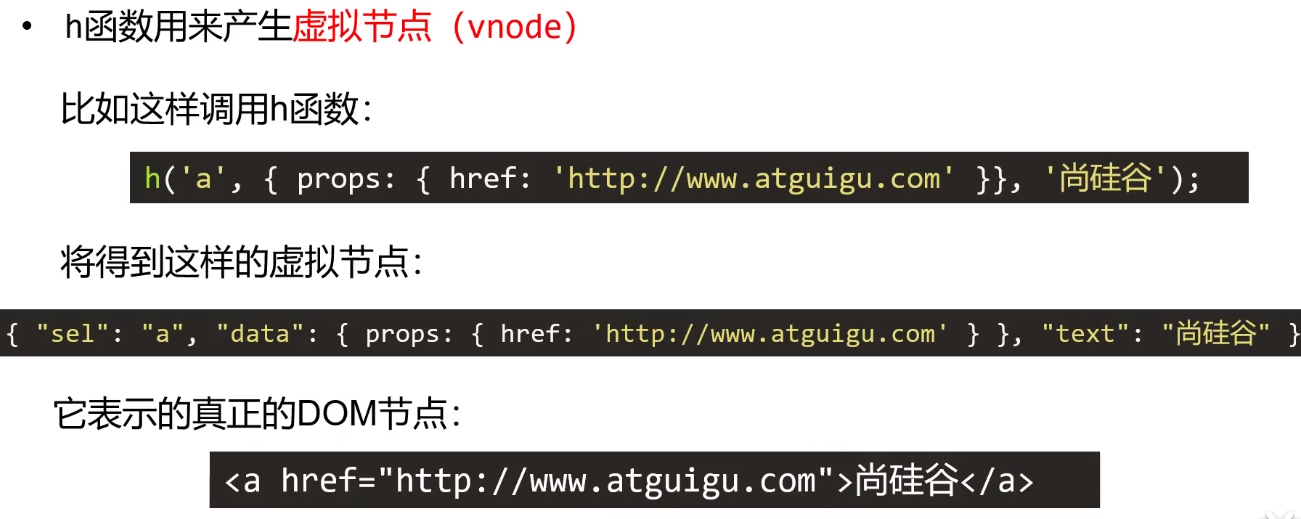 • h函数用来产生虚拟节点（vnode）
比如这样调用h函数：
h('a', { props: { href: 'http://www.atguigu.com' }}, '尚硅谷');
将得到这样的虚拟节点：
{ "sel": "a", "data": { props: { href: 'http://www.atguigu.com' } }, "text": "尚硅谷" }
它表示的真正的DOM节点：
<a href="http://www.atguigu.com">尚硅谷</a>